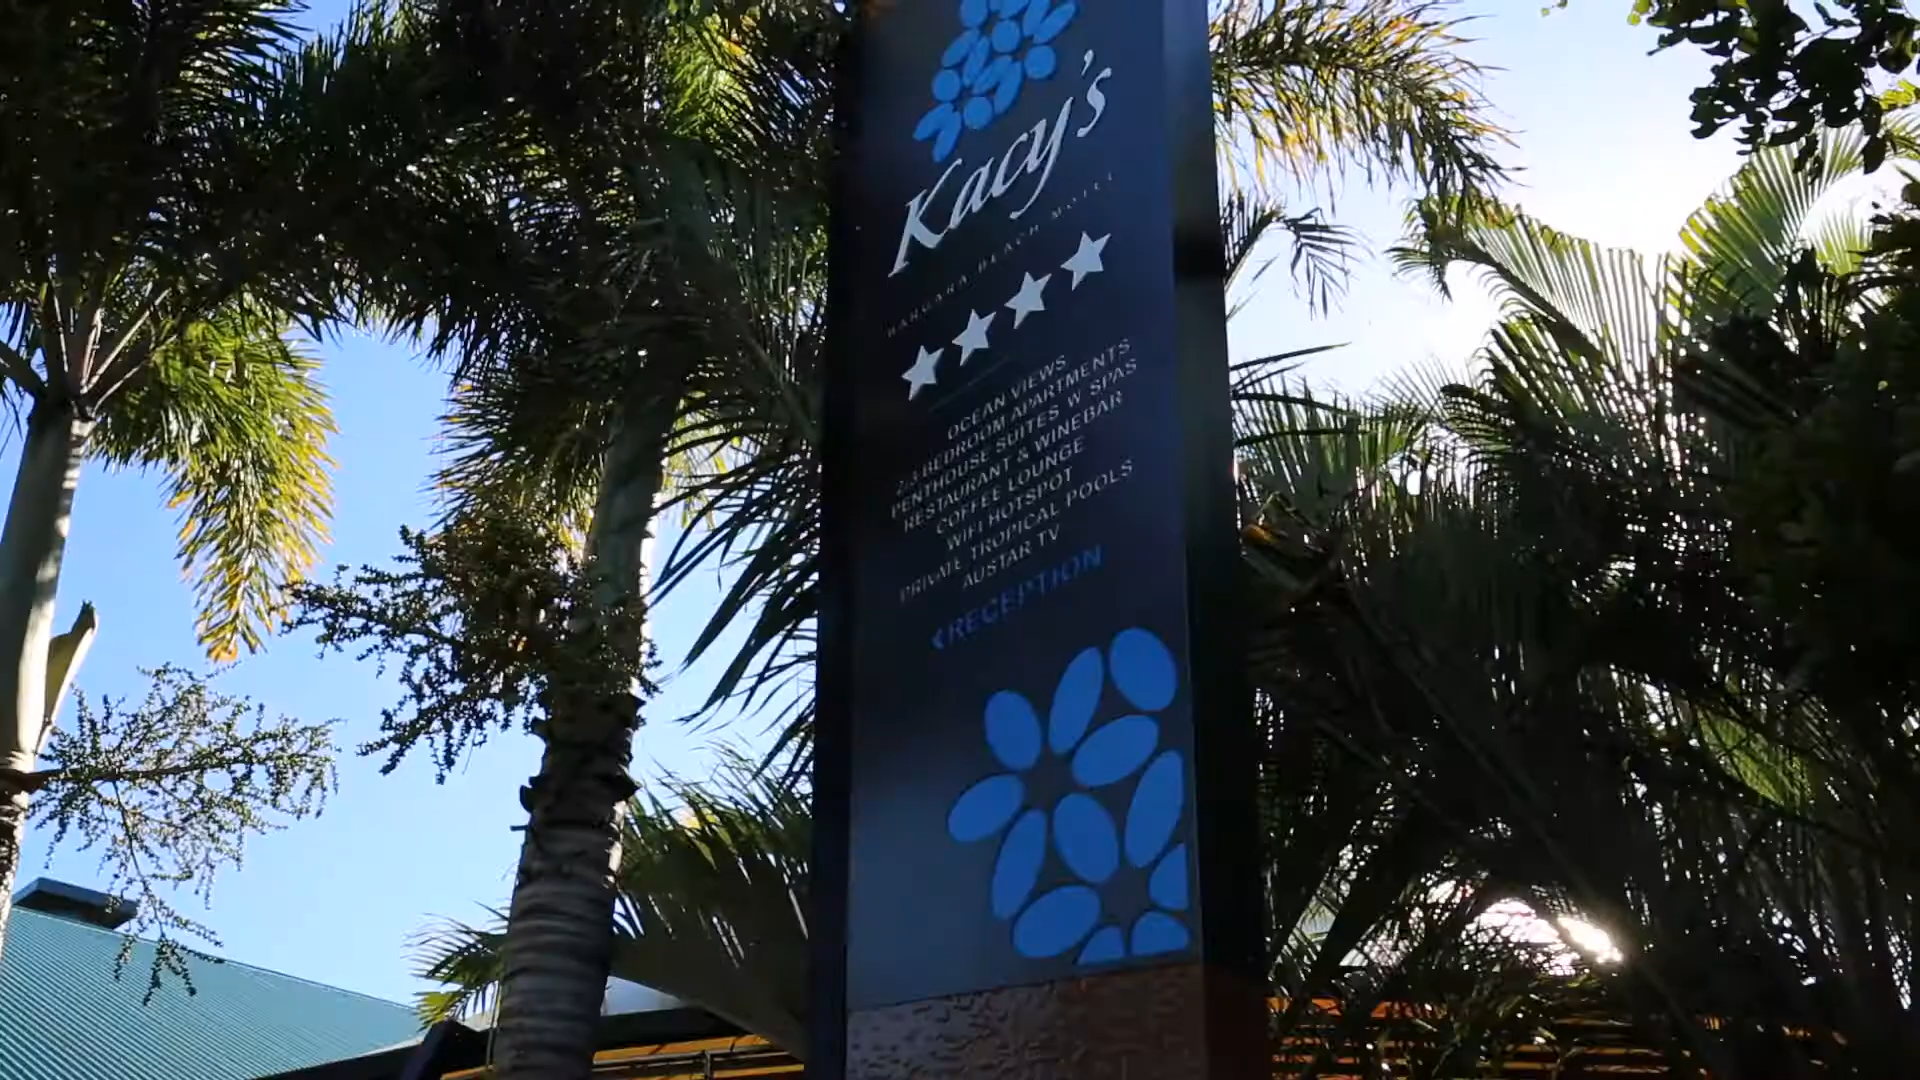 Kacy's
BARGARA BEACH MOTEL
OCEAN VIEWS
2/3 BEDROOM APARTMENTS
PENTHOUSE SUITES W SPAS
RESTAURANT & WINEBAR
COFFEE LOUNGE
WIFI HOTSPOT
PRIVATE TROPICAL POOLS
AUSTAR TV
RECEPTION